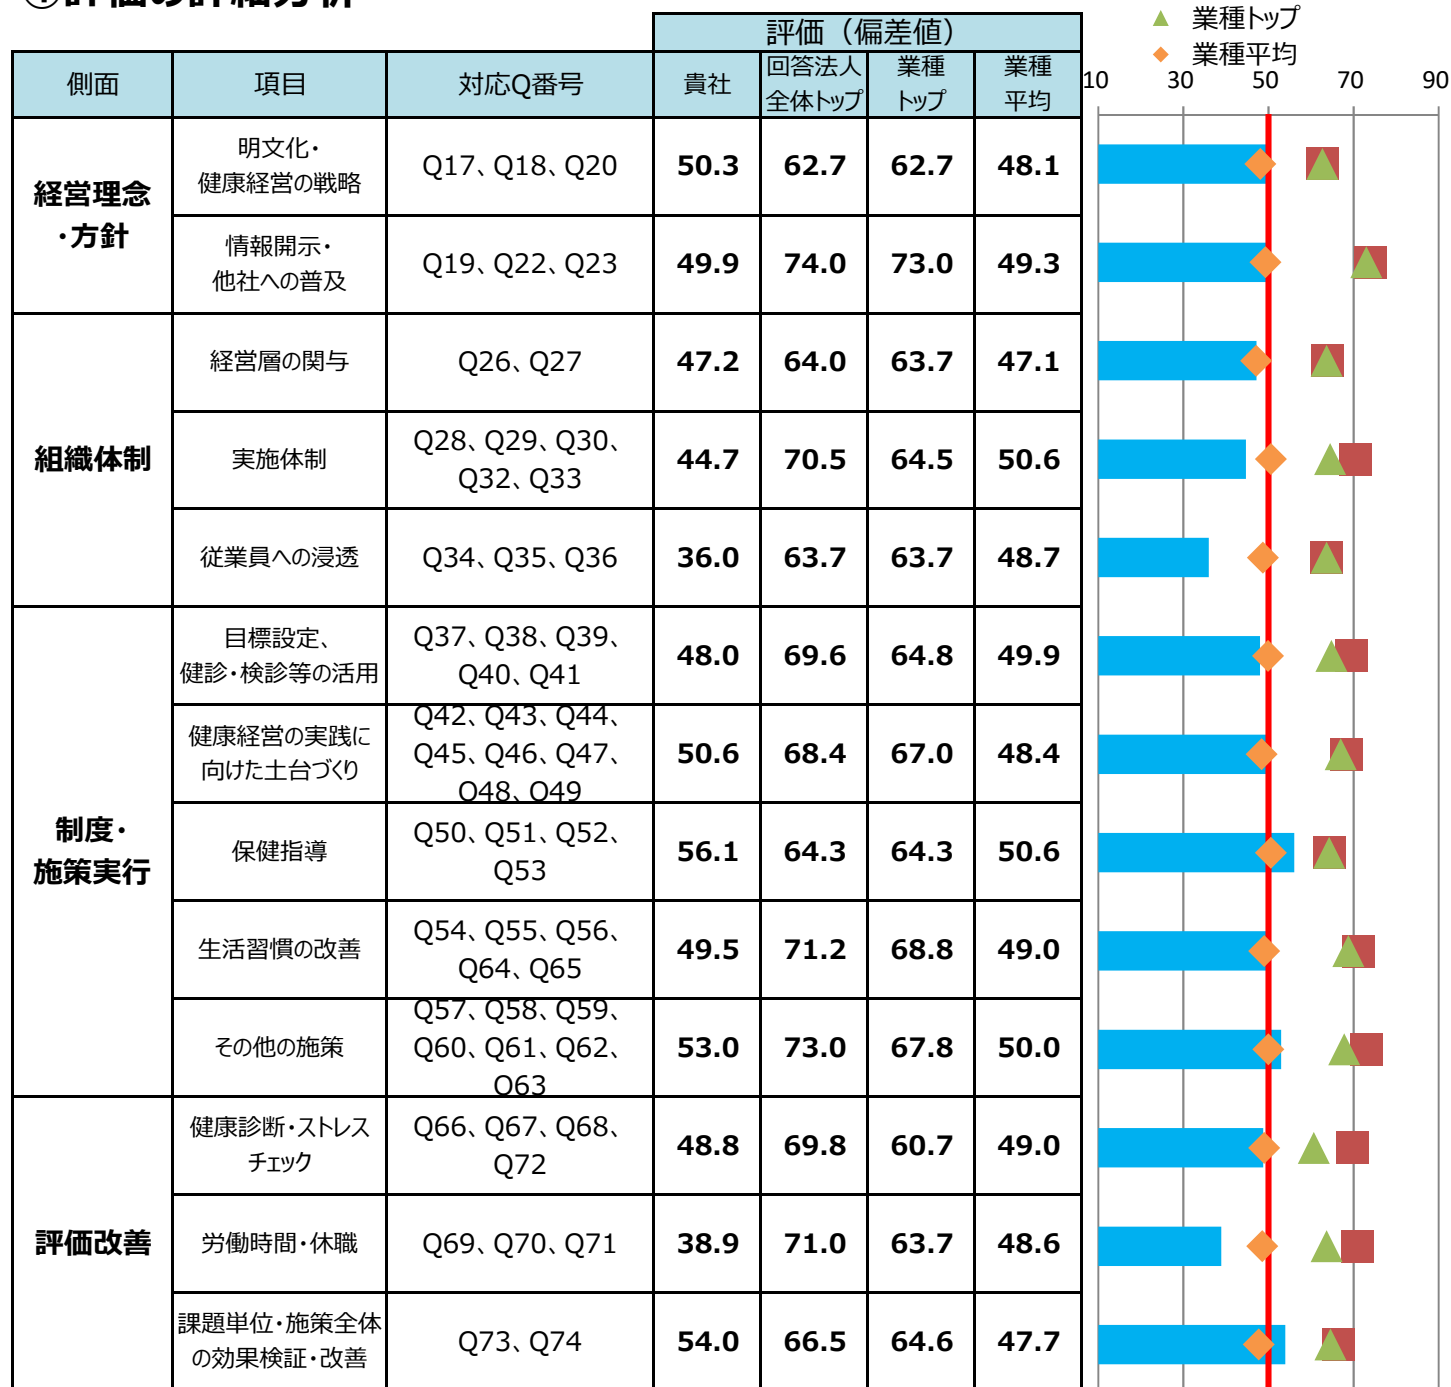 ④評価の詳細分析
業種トップ
業種平均
評価（偏差値）
側面 項目 対応Q番号 貴社 回答法人 業種 業種
全体トップ トップ 平均
10 30 50 70 90
経営理念
・方針
明文化・
健康経営の戦略
Q17、Q18、Q20 50.3 62.7 62.7 48.1
情報開示・
他社への普及
Q19、Q22、Q23 49.9 74.0 73.0 49.3
組織体制
経営層の関与 Q26、Q27 47.2 64.0 63.7 47.1
実施体制
Q28、Q29、Q30、
Q32、Q33
44.7 70.5 64.5 50.6
従業員への浸透 Q34、Q35、Q36 36.0 63.7 63.7 48.7
制度・
施策実行
目標設定、
健診・検診等の活用
Q37、Q38、Q39、
Q40、Q41
48.0 69.6 64.8 49.9
健康経営の実践に
向けた土台づくり
Q42、Q43、Q44、
Q45、Q46、Q47、
Q48、Q49
50.6 68.4 67.0 48.4
保健指導
Q50、Q51、Q52、
Q53
56.1 64.3 64.3 50.6
生活習慣の改善
Q54、Q55、Q56、
Q64、Q65
49.5 71.2 68.8 49.0
その他の施策
Q57、Q58、Q59、
Q60、Q61、Q62、
Q63
53.0 73.0 67.8 50.0
評価改善
健康診断・ストレス
チェック
Q66、Q67、Q68、
Q72
48.8 69.8 60.7 49.0
労働時間・休職 Q69、Q70、Q71 38.9 71.0 63.7 48.6
課題単位・施策全体
の効果検証・改善
Q73、Q74 54.0 66.5 64.6 47.7